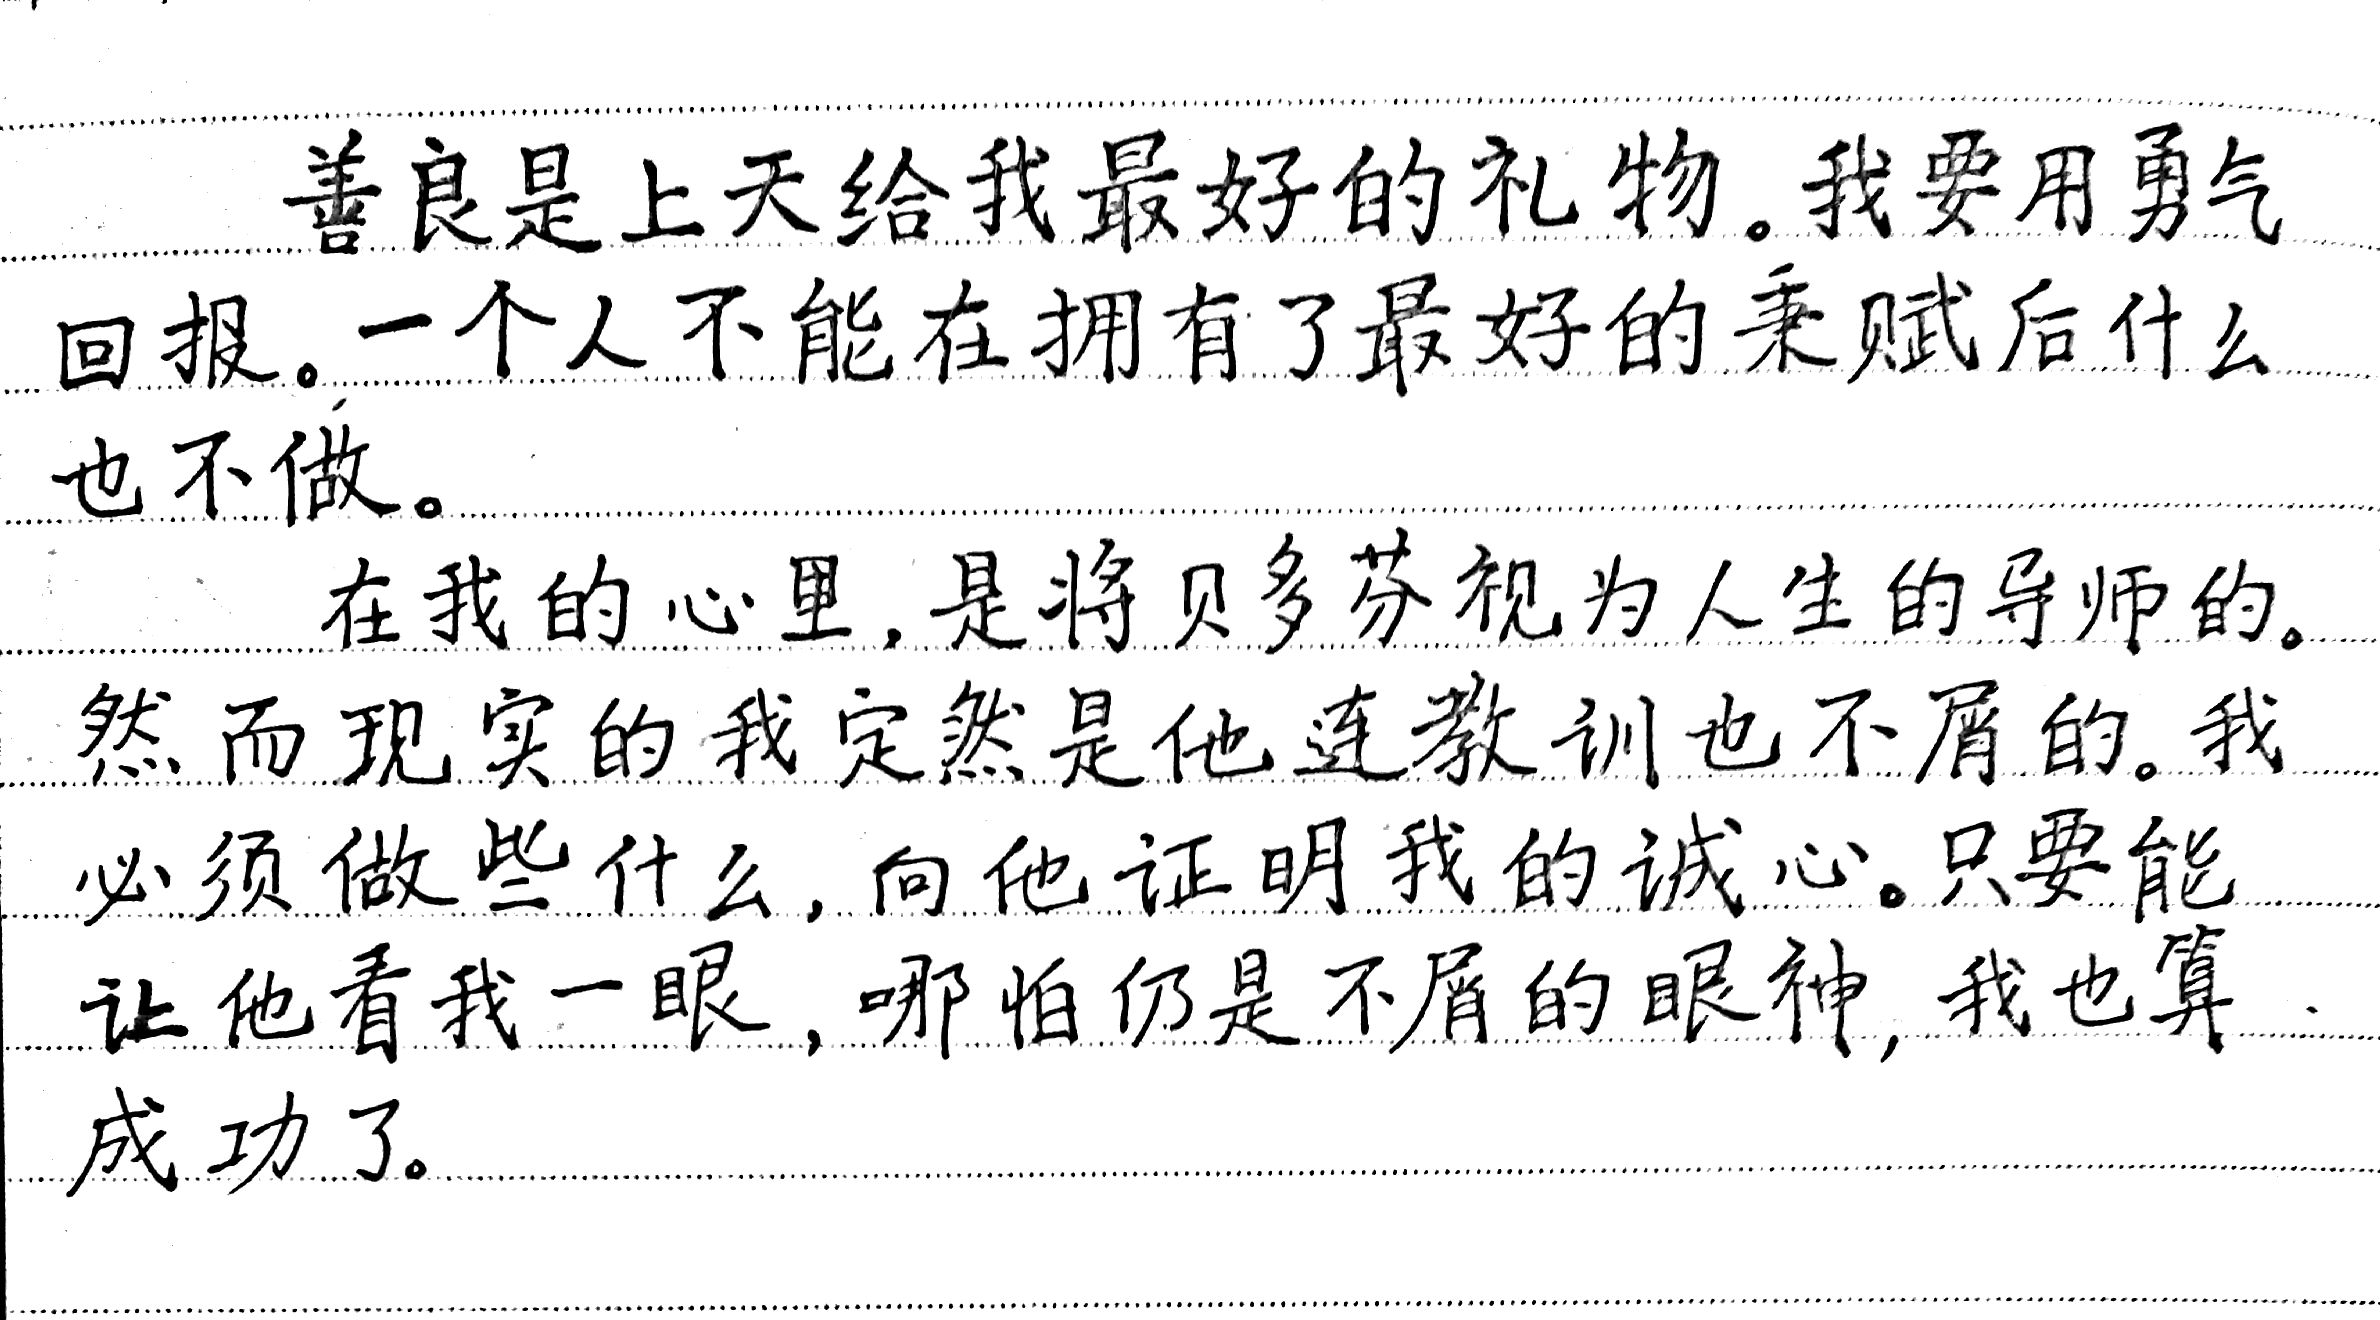 善良是上天给我最好的礼物。我要用勇气
回报。一个人不能在拥有了最好的秉赋后什么
也不做。
在我的心里，是将贝多芬视为人生的导师的。
然而现实的我定然是他连教训也不屑的。我
必须做些什么，向他证明我的诚心。只要能
让他看我一眼，哪怕仍是不屑的眼神，我也算
成功了。